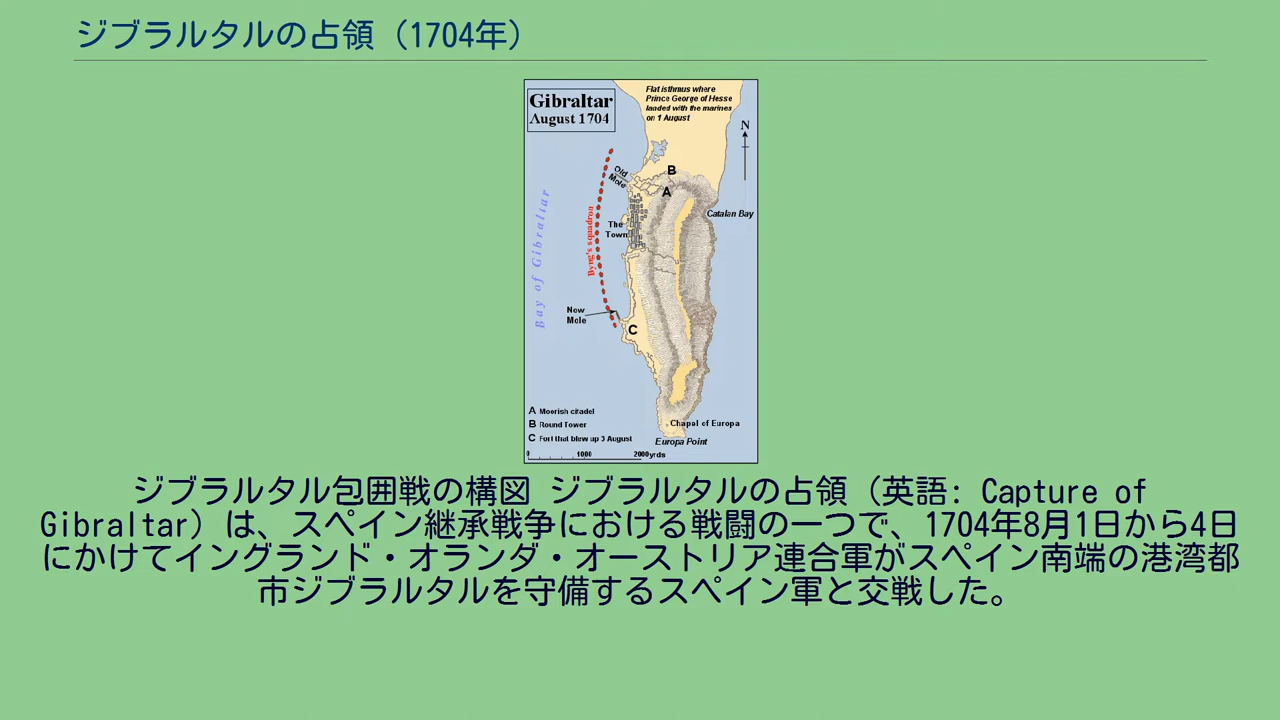 ジブラルタルの占領（1704年）
Gibraltar
August 1704
Flat isthmus where
Prince George of Hesse
landed with the marines
on 1 August
N
Old
Mole
B
A
Catalan Bay
The
Town
Byng's squadron
Bay of Gibraltar
New
Mole
C
A Moorish citadel
B Round Tower
C Fort that blew up 3 August
Chapel of Europa
Europa Point
0 1000 2000yrds
ジブラルタル包囲戦の構図 ジブラルタルの占領（英語: Capture of
Gibraltar）は、スペイン継承戦争における戦闘の一つで、1704年8月1日から4日
にかけてイングランド・オランダ・オーストリア連合軍がスペイン南端の港湾都
市ジブラルタルを守備するスペイン軍と交戦した。